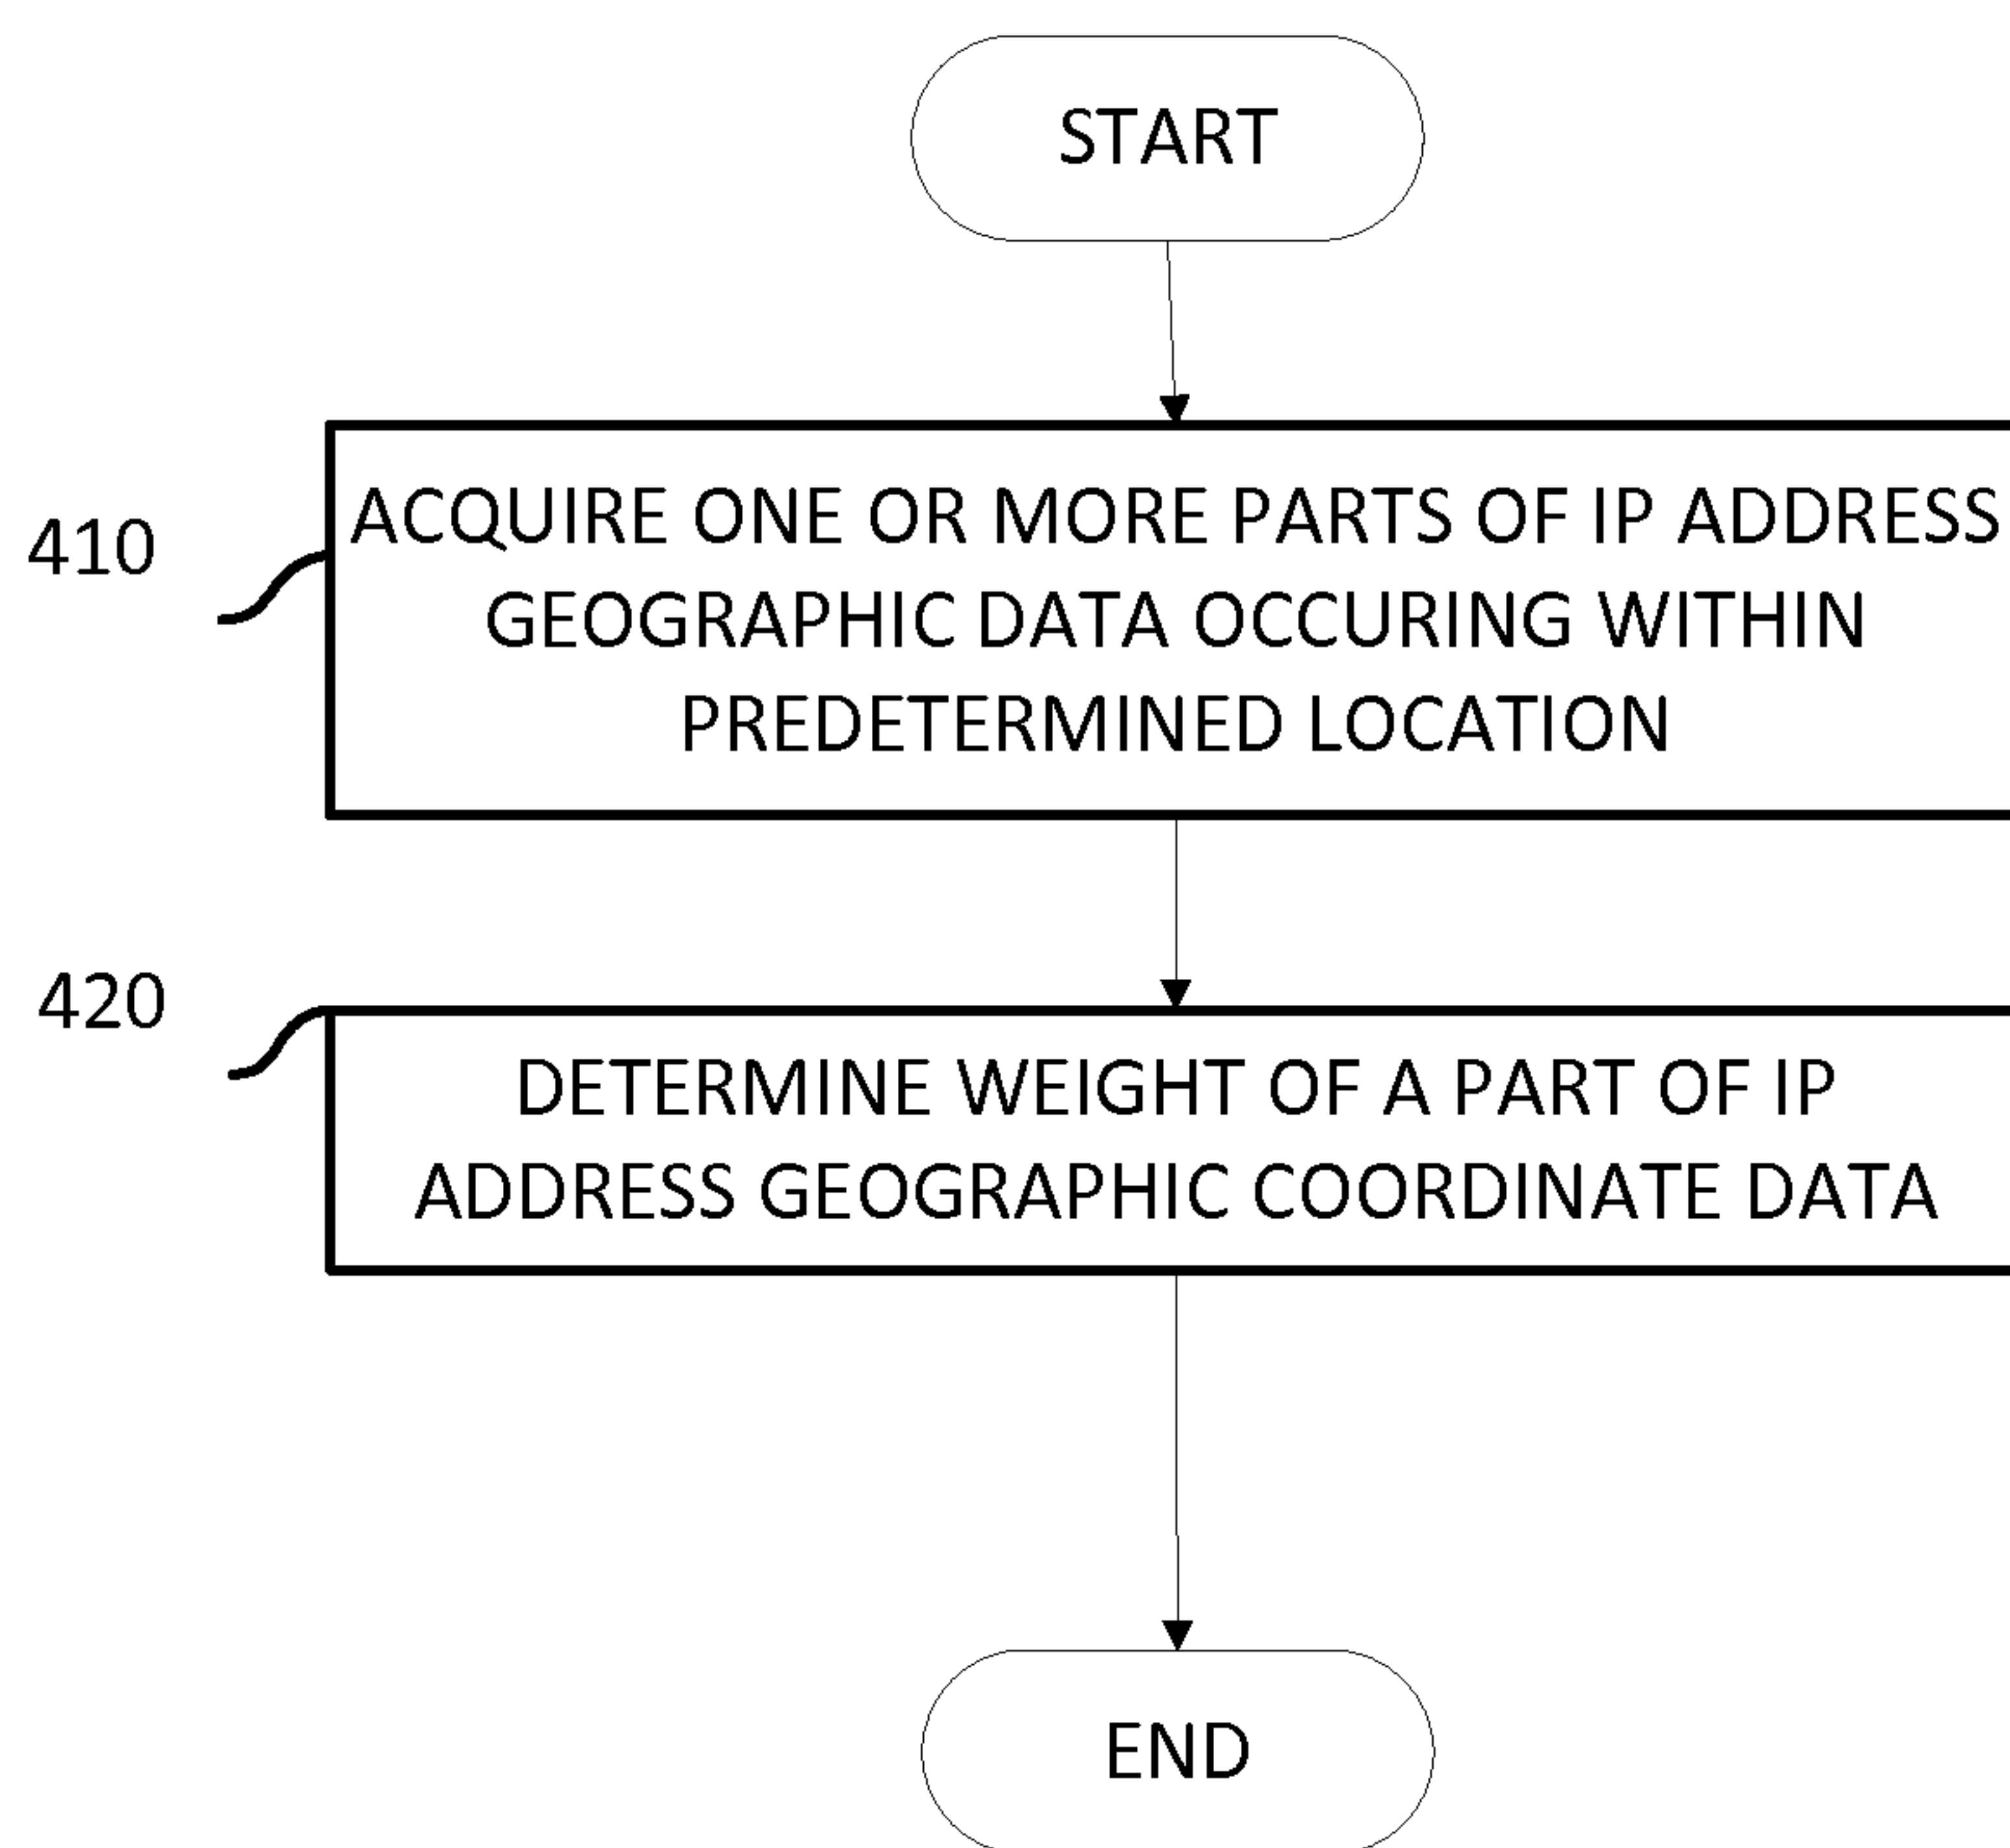 START
410
ACQUIRE ONE OR MORE PARTS OF IP ADDRESS
GEOGRAPHIC DATA OCCURING WITHIN
PREDETERMINED LOCATION
420
DETERMINE WEIGHT OF A PART OF IP
ADDRESS GEOGRAPHIC COORDINATE DATA
END